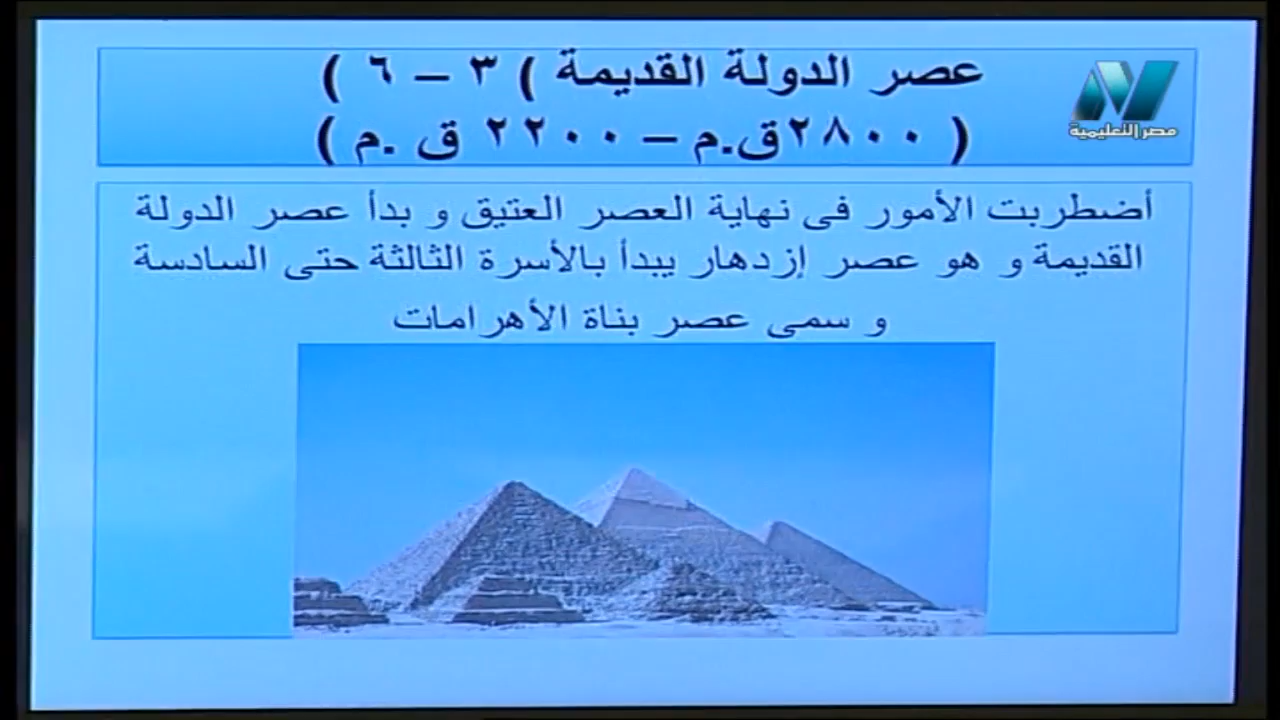 عصر الدولة القديمة ( ٣ – ٦ )
( ٢٨٠٠ق.م – ٢٢٠٠ ق .م )
مصر التعليمية
أضطربت الأمور فى نهاية العصر العتيق و بدأ عصر الدولة
القديمة و هو عصر إزدهار يبدأ بالأسرة الثالثة حتى السادسة
و سمى عصر بناة الأهرامات